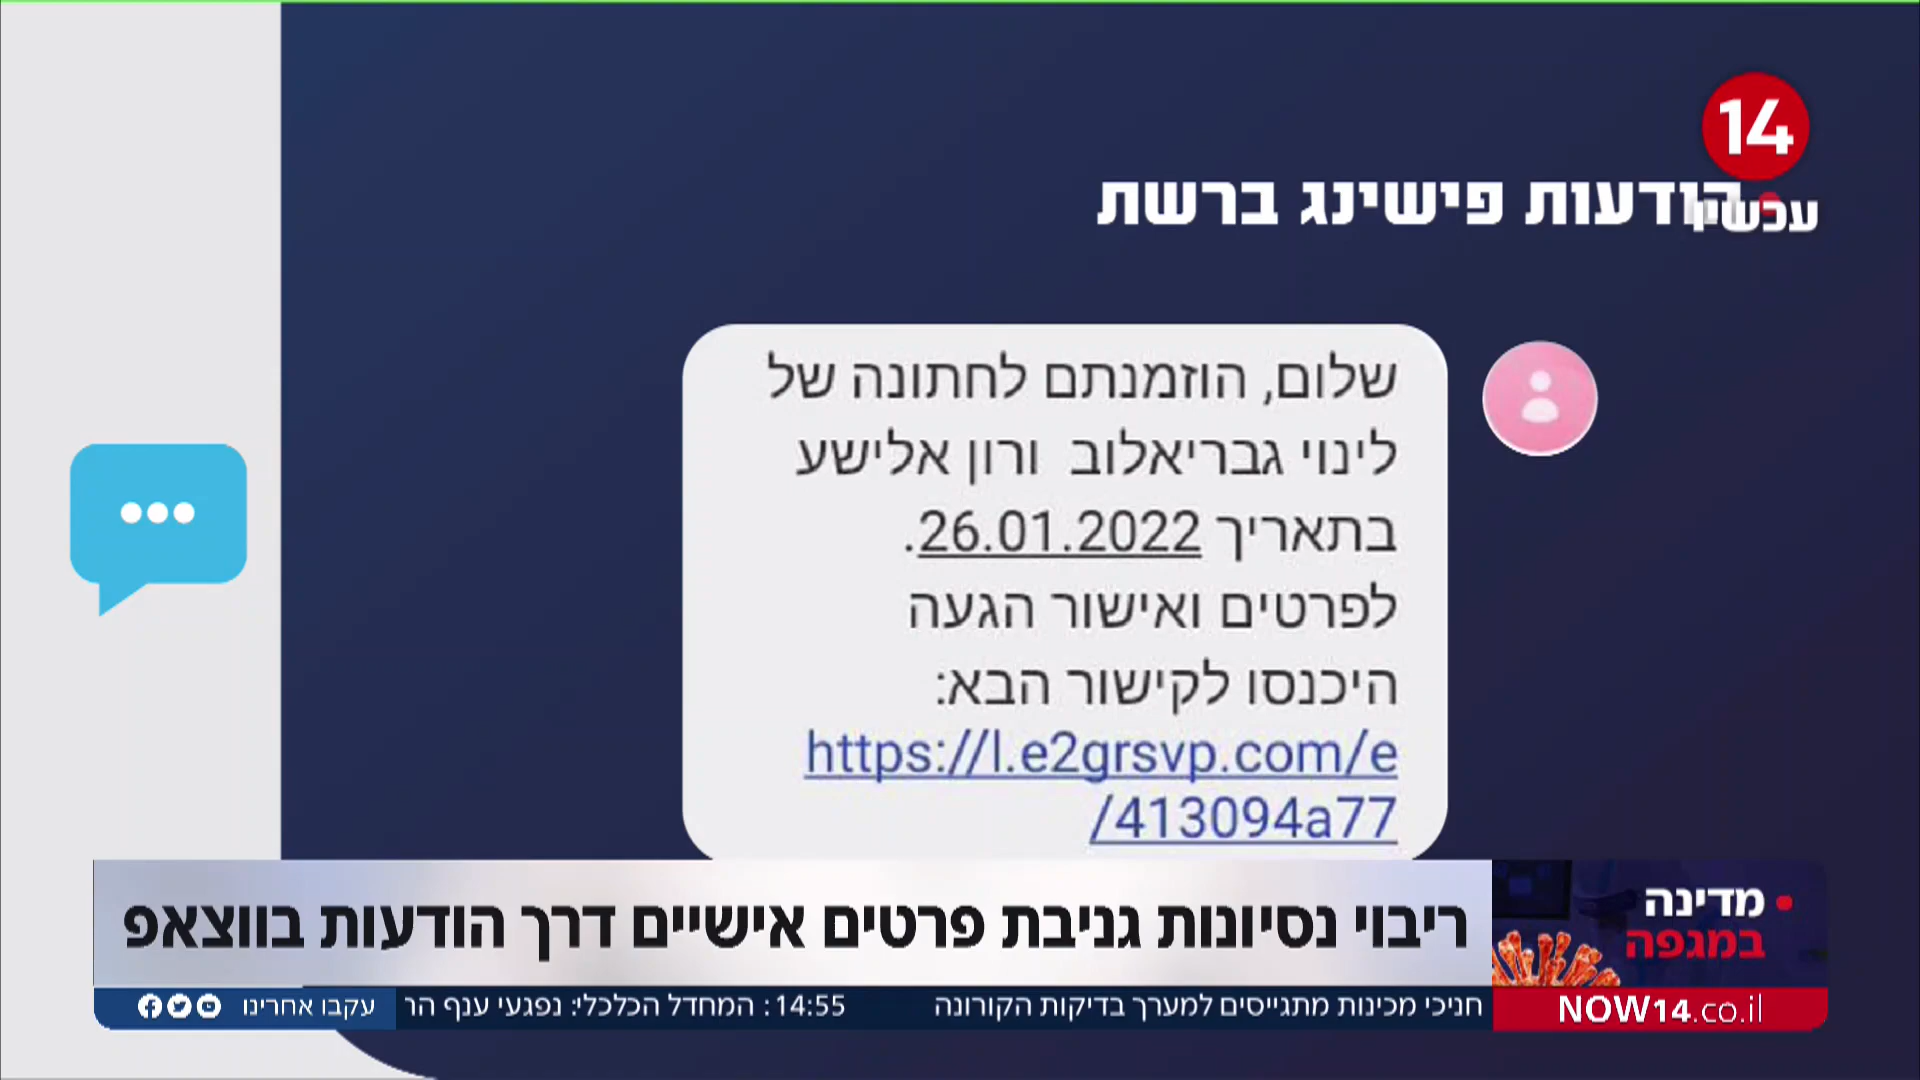 14
עכשיו
הודעות פישינג ברשת
שלום, הוזמנתם לחתונה של
לינוי גבריאלוב ורון אלישע
בתאריך 26.01.2022.
לפרטים ואישור הגעה
היכנסו לקישור הבא:
https://l.e2grsvp.com/e
/413094a77
מדינה
במגפה
ריבוי נסיונות גניבת פרטים אישיים דרך הודעות בווצאפ
NOW14.co.il
חניכי מכינות מתגייסים למערך בדיקות הקורונה 14:55: המחדל הכלכלי: נפגעי ענף הר
עקבו אחרינו